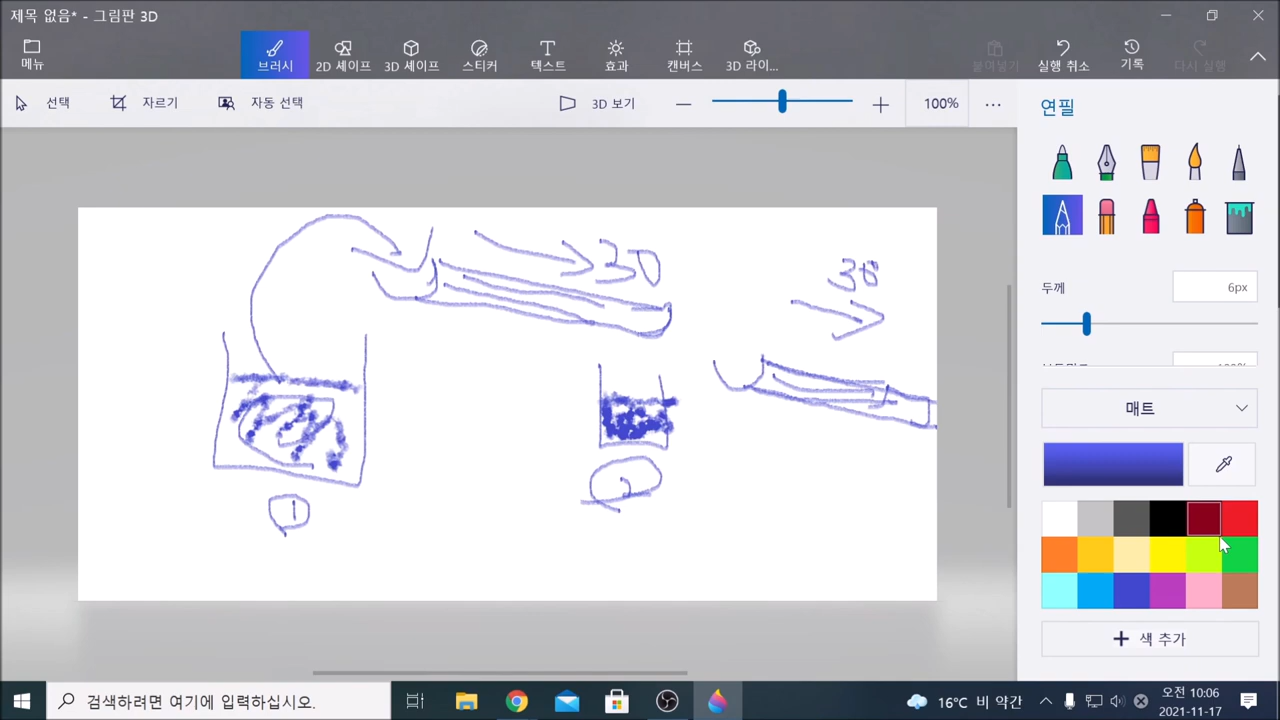 제목 없음* - 그림판 3D
메뉴
브러시
2D 셰이프
3D 셰이프
스티커
텍스트
효과
캔버스
3D 라이...
붙여넣기
실행 취소
기록
다시 실행
선택
자르기
자동 선택
3D 보기
100%
연필
두께
6px
매트
색 추가
30
30
1
2
검색하려면 여기에 입력하십시오.
16°C 비 약간
오전 10:06
2021-11-17